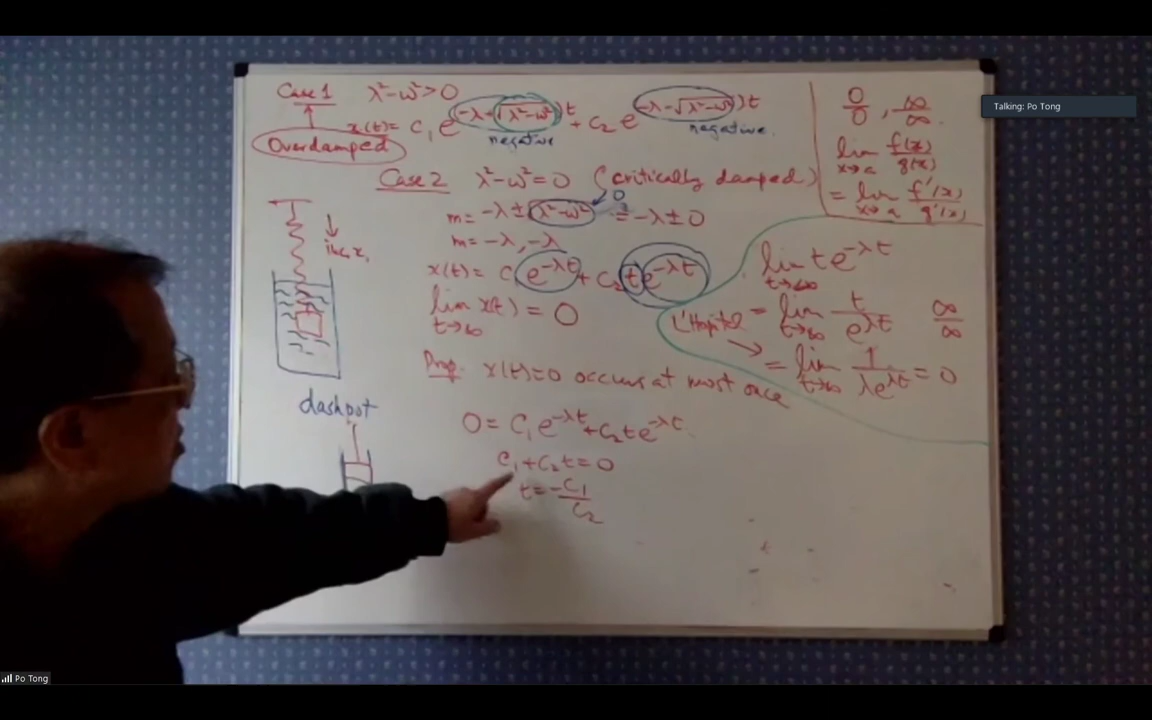 Case 1 λ²-ω²>0
x(t)= C₁e^(-λ+√(λ²-ω²))t + C₂e^(-λ-√(λ²-ω²))t
negative negative.
Overdamped
Case 2 λ²-ω²=0 (critically damped)
0
m= -λ±√(λ²-ω²) = -λ±0
m= -λ, -λ
x(t)= C₁e^-λt + C₂te^-λt
lim x(t) = 0
t→∞
Prop. x(t)=0 occurs at most once
0= C₁e^-λt+C₂te^-λt
C₁+C₂t=0
t= -C₁/C₂
inc x,
dashpot
0/0, ∞/∞.
lim f(x)/g(x)
x→a
= lim f'(x)/g'(x)
x→a
lim te^-λt
t→∞
L'Hopital = lim t/e^λt ∞/∞
t→∞
→ = lim 1/λe^λt = 0
t→∞
Talking: Po Tong
Po Tong